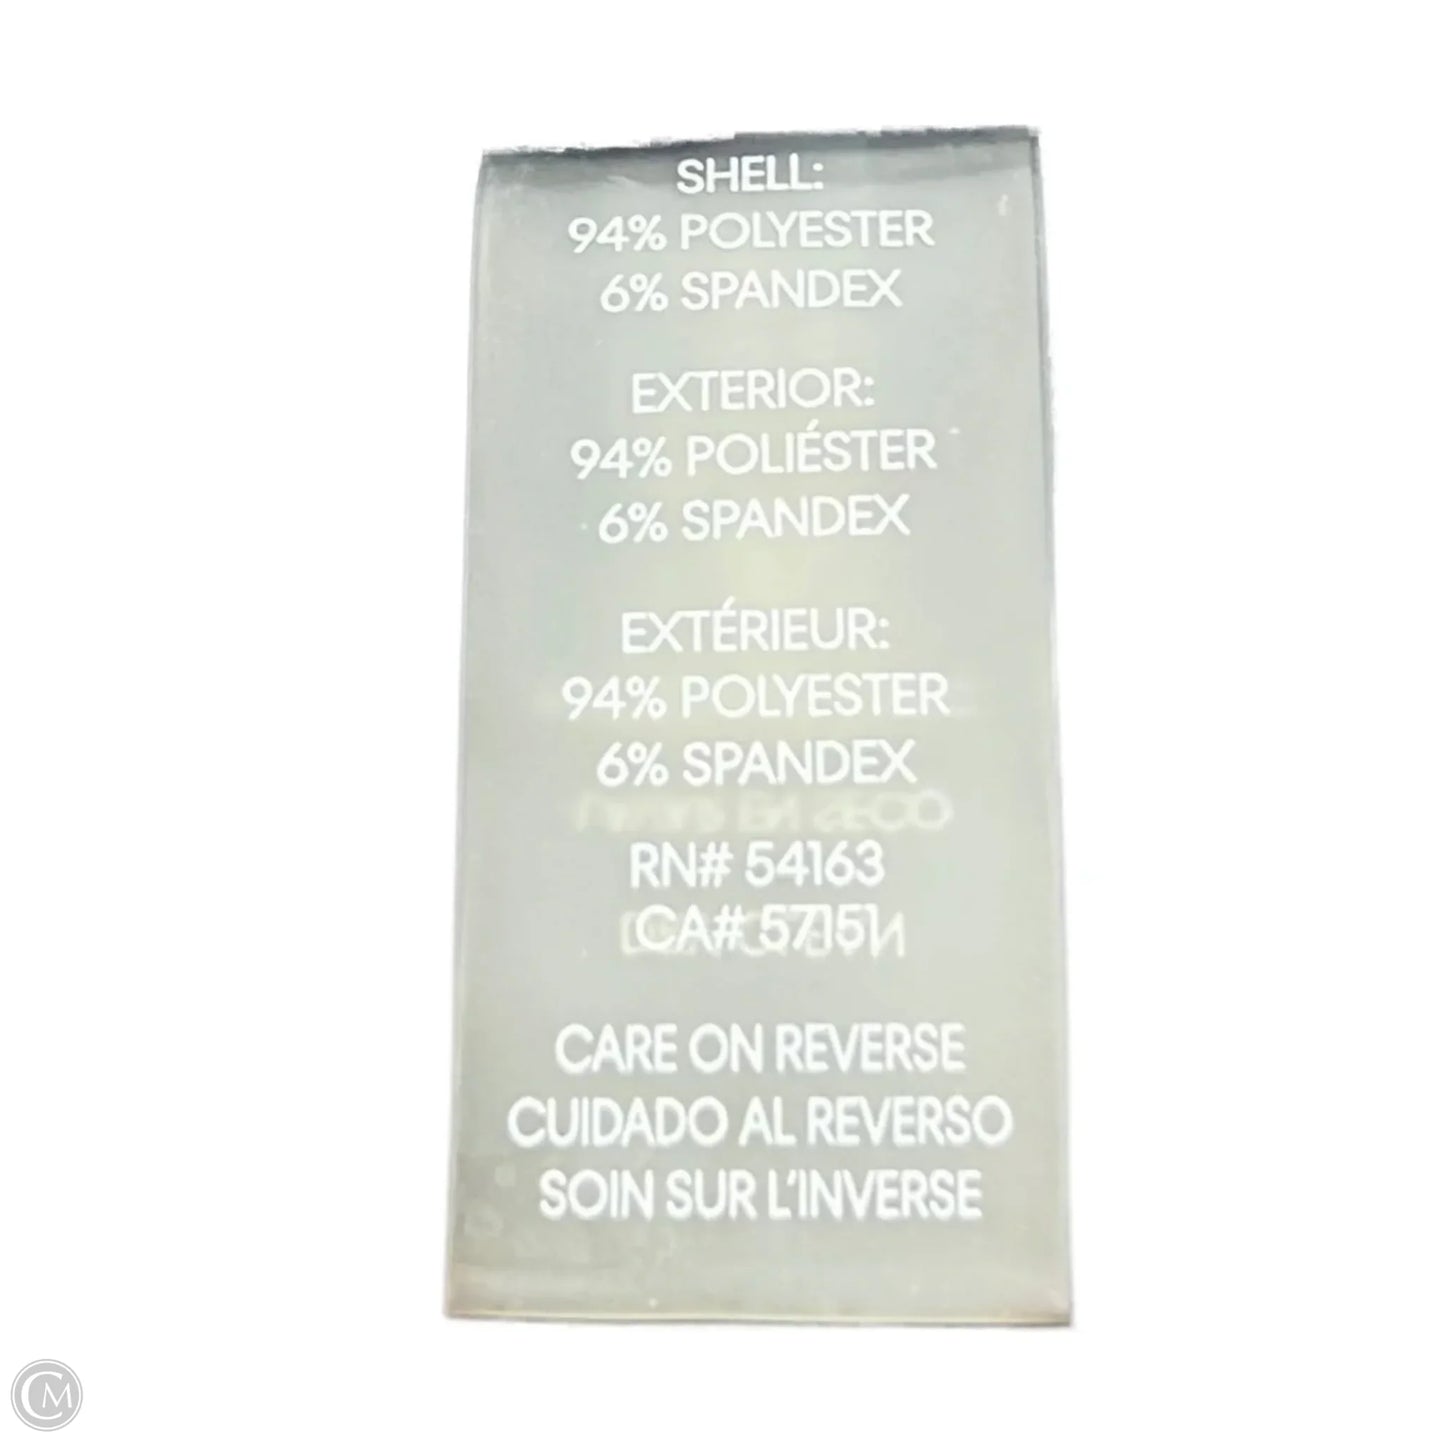 SHELL:
94% POLYESTER
6% SPANDEX
EXTERIOR:
94% POLIÉSTER
6% SPANDEX
EXTÉRIEUR:
94% POLYESTER
6% SPANDEX
RN# 54163
CA# 57151
CARE ON REVERSE
CUIDADO AL REVERSO
SOIN SUR L'INVERSE
CM